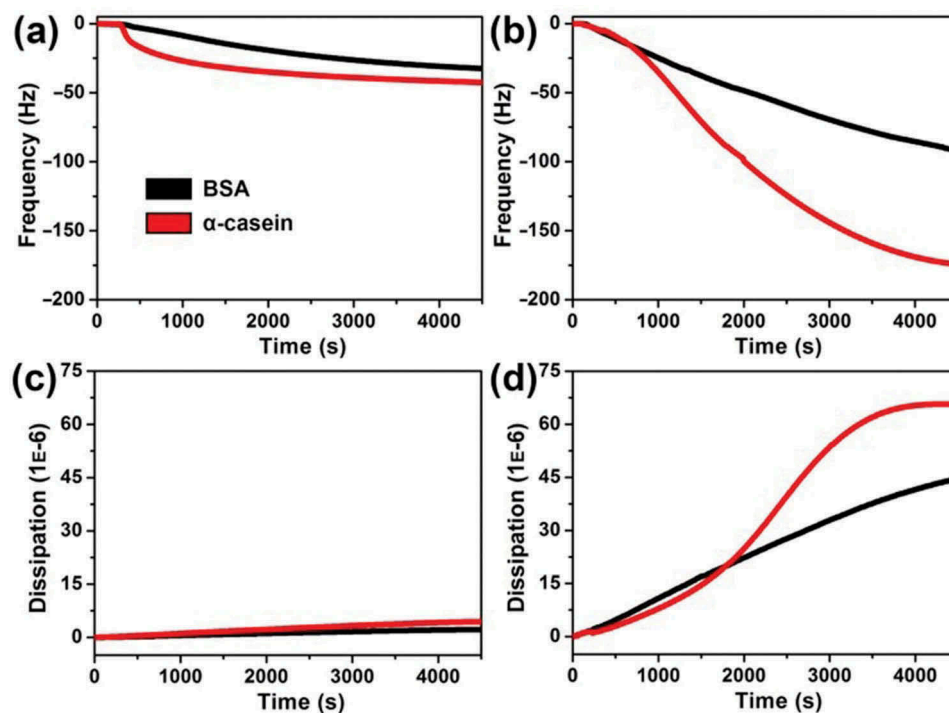 (a)
Frequency (Hz)
0
−50
−100
−150
−200
BSA
α-casein
0 1000 2000 3000 4000
Time (s)
(b)
Frequency (Hz)
0
−50
−100
−150
−200
0 1000 2000 3000 4000
Time (s)
(c)
Dissipation (1E-6)
75
60
45
30
15
0
0 1000 2000 3000 4000
Time (s)
(d)
Dissipation (1E-6)
75
60
45
30
15
0
0 1000 2000 3000 4000
Time (s)